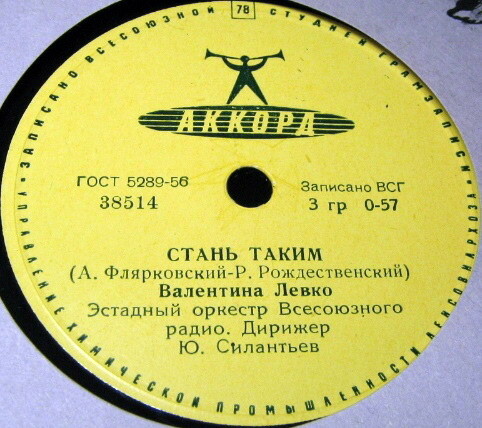 • ЗАПИСАНО ВСЕСОЮЗНОЙ СТУДИЕЙ ГРАМЗАПИСИ •
78
АККОРД
ГОСТ 5289-56
Записано ВСГ
38514
3 гр 0-57
СТАНЬ ТАКИМ
(А. Флярковский-Р. Рождественский)
Валентина Левко
Эстадный оркестр Всесоюзного
радио. Дирижер
Ю. Силантьев
УПРАВЛЕНИЕ ХИМИЧЕСКОЙ ПРОМЫШЛЕННОСТИ ЛЕНСОВНАРХОЗА